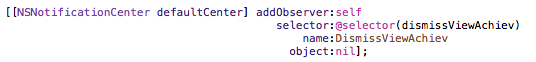 [[NSNotificationCenter defaultCenter] addObserver:self
selector:@selector(dismissViewAchiev)
name:DismissViewAchiev
object:nil];